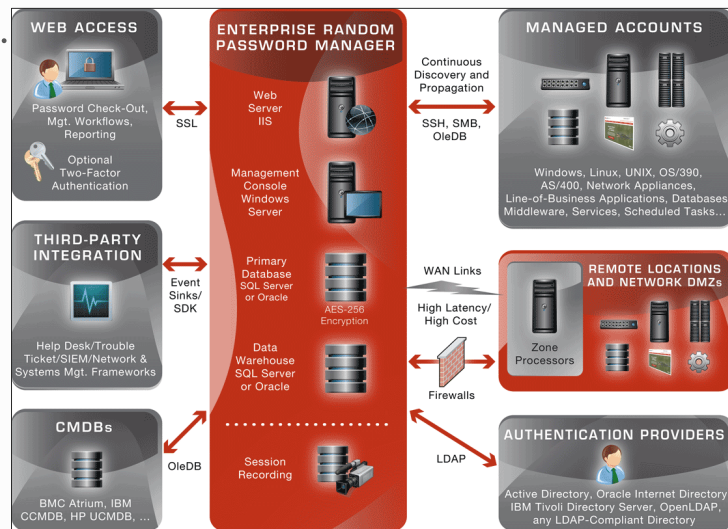 WEB ACCESS
Password Check-Out,
Mgt. Workflows,
Reporting
Optional
Two-Factor
Authentication
SSL
THIRD-PARTY
INTEGRATION
Help Desk/Trouble
Ticket/SIEM/Network &
Systems Mgt. Frameworks
Event
Sinks/
SDK
CMDBs
BMC Atrium, IBM
CCMDB, HP UCMDB, ...
OleDB
ENTERPRISE RANDOM
PASSWORD MANAGER
Web
Server
IIS
Management
Console
Windows
Server
Primary
Database
SQL Server
or Oracle
AES-256
Encryption
Data
Warehouse
SQL Server
or Oracle
Session
Recording
Continuous
Discovery and
Propagation
SSH, SMB,
OleDB
WAN Links
High Latency/
High Cost
Firewalls
LDAP
MANAGED ACCOUNTS
Windows, Linux, UNIX, OS/390,
AS/400, Network Appliances,
Line-of-Business Applications, Databases
Middleware, Services, Scheduled Tasks...
REMOTE LOCATIONS
AND NETWORK DMZs
Zone
Processors
AUTHENTICATION PROVIDERS
Active Directory, Oracle Internet Directory
IBM Tivoli Directory Server, OpenLDAP,
any LDAP-Compliant Directory